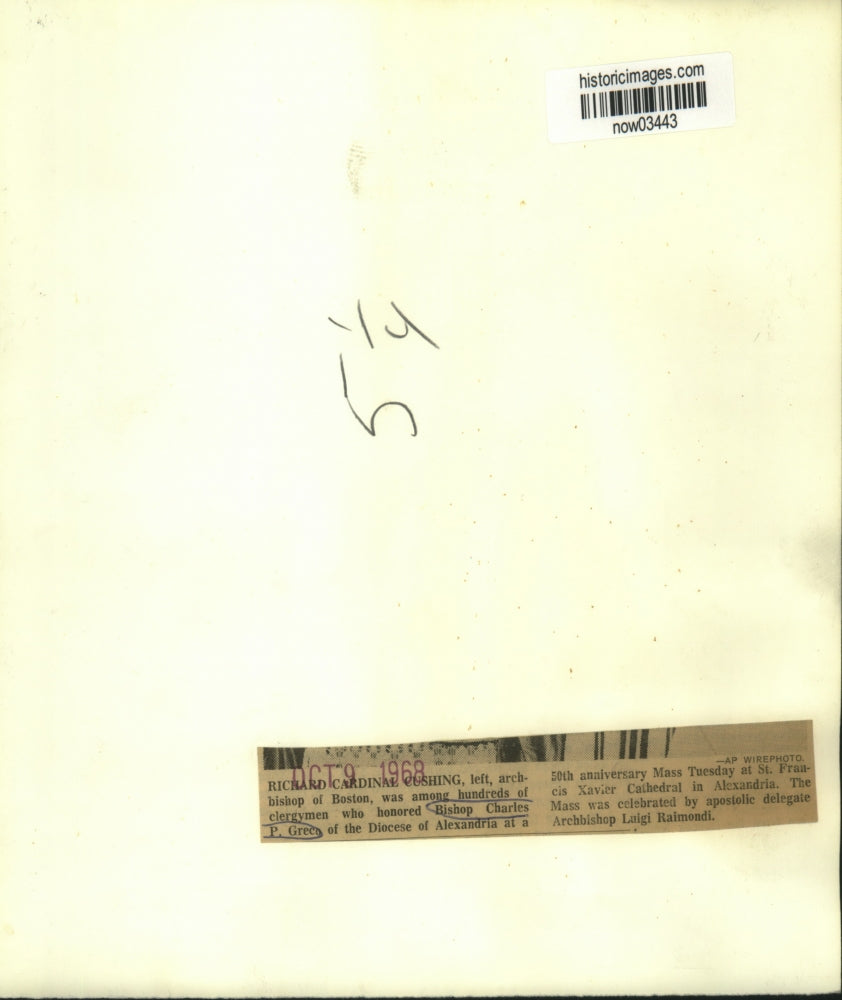 historicimages.com
now03443
5 1/4
—AP WIREPHOTO.
OCT 9 1968
RICHARD CARDINAL CUSHING, left, arch-
bishop of Boston, was among hundreds of
clergymen who honored Bishop Charles
P. Greco of the Diocese of Alexandria at a
50th anniversary Mass Tuesday at St. Fran-
cis Xavier Cathedral in Alexandria. The
Mass was celebrated by apostolic delegate
Archbishop Luigi Raimondi.